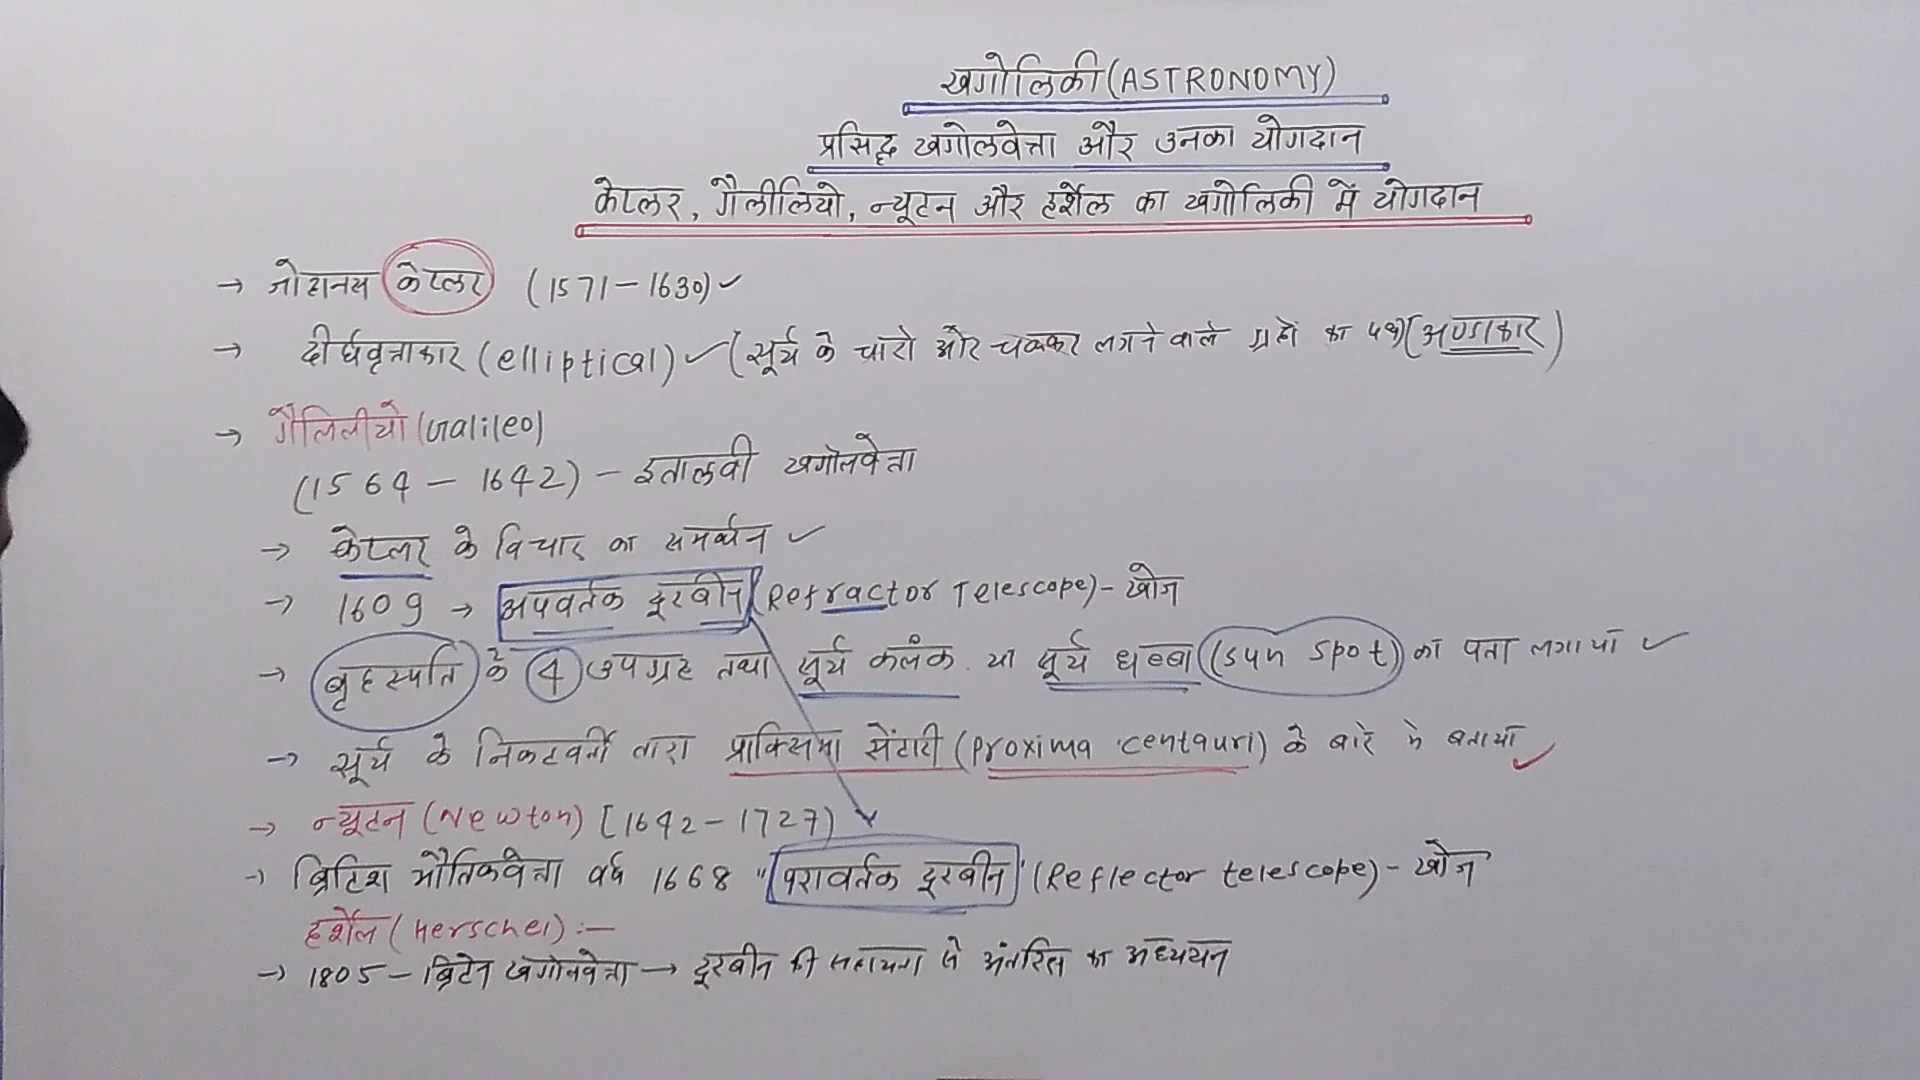 खगोलिकी (ASTRONOMY)
प्रसिद्ध खगोलवेत्ता और उनका योगदान
केप्लर, गैलीलियो, न्यूटन और हर्शेल का खगोलिकी में योगदान
→ जोहानस केप्लर (1571-1630) ✓
→ दीर्घवृत्ताकार (elliptical) ✓ (सूर्य के चारो ओर चक्कर लगाने वाले ग्रहों का पथ) (अण्डाकार)
→ गैलिलीयो (Galileo)
(1564 - 1642) - इतालवी खगोलवेत्ता
→ केप्लर के विचार का समर्थन ✓
→ 1609 → अपवर्तक दूरबीन (Refractor Telescope) - खोज
→ बृहस्पति के 4 उपग्रह तथा सूर्य कलंक या सूर्य धब्बा (sun spot) का पता लगाया ✓
→ सूर्य के निकटवर्ती तारा प्राक्सिमा सेंटारी (Proxima centauri) के बारे मे बताया ✓
→ न्यूटन (Newton) [1642-1727)
→ ब्रिटिश भौतिकवेत्ता वर्ष 1668 "परावर्तक दूरबीन" (Reflector telescope) - खोज
हर्शेल (Herschel) :-
→ 1805 - ब्रिटेन खगोलवेत्ता → दूरबीन की सहायता से अंतरिक्ष का अध्ययन